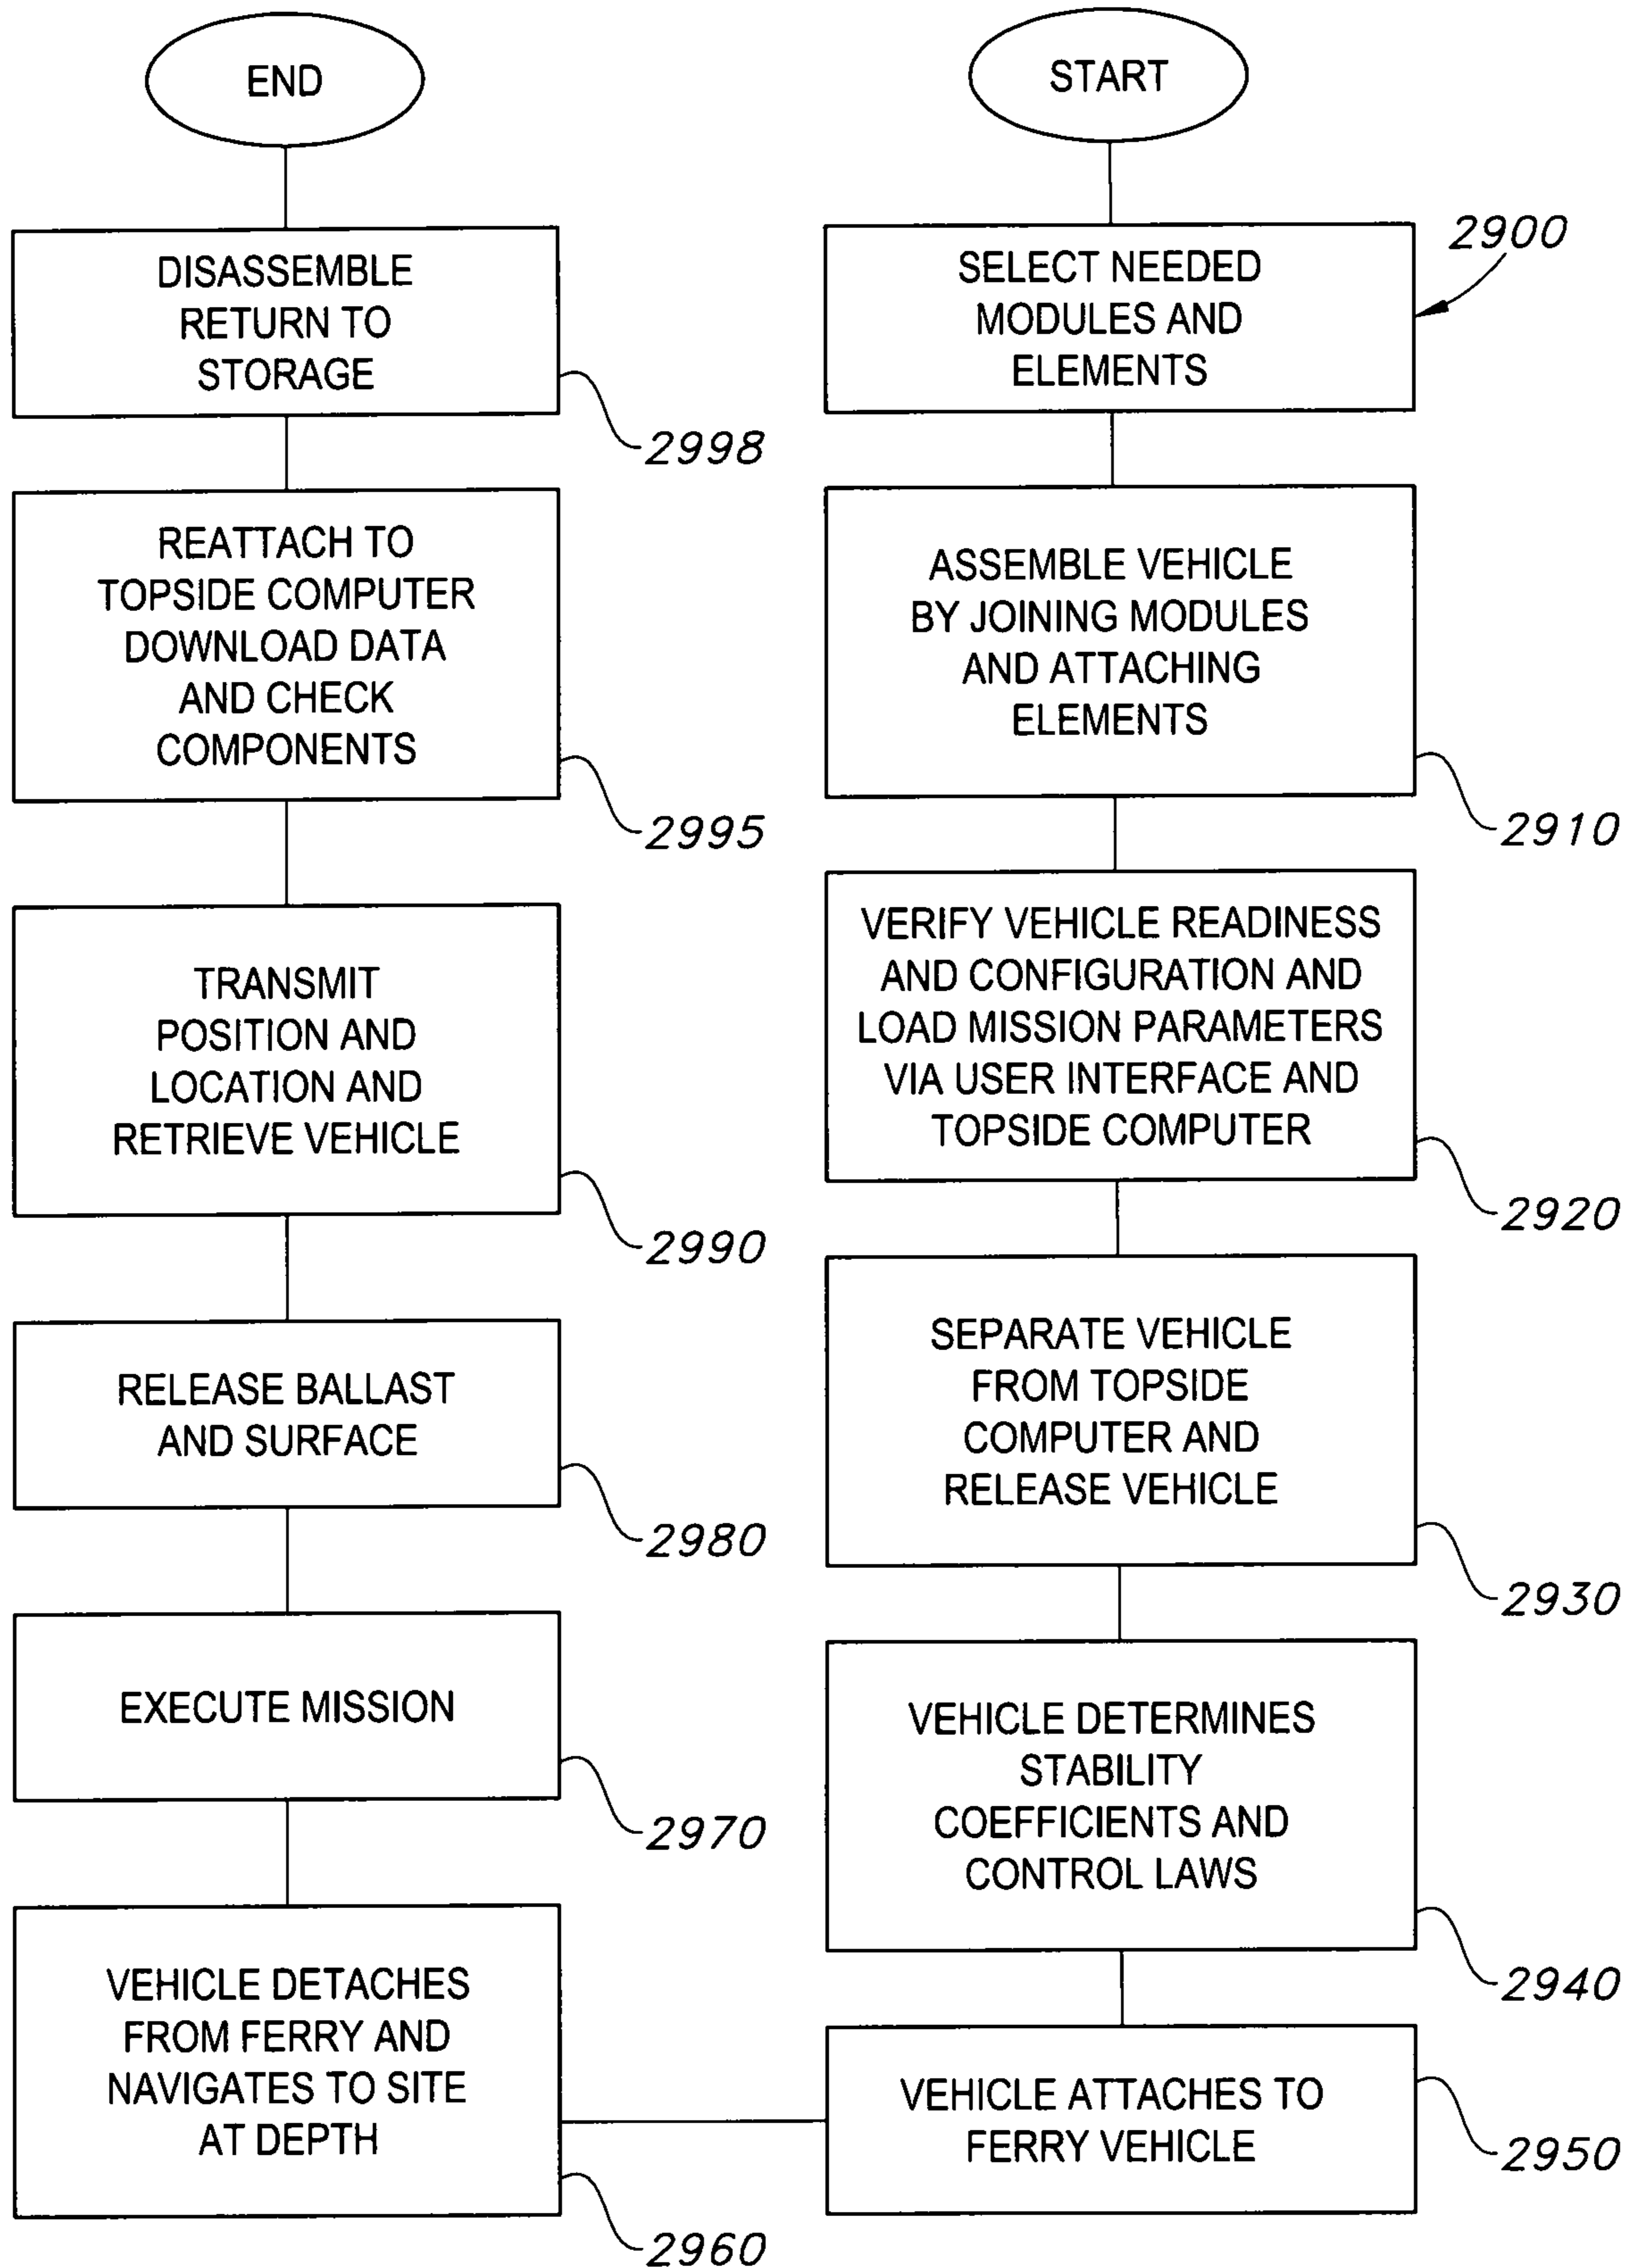 START
SELECT NEEDED
MODULES AND
ELEMENTS
2900
ASSEMBLE VEHICLE
BY JOINING MODULES
AND ATTACHING
ELEMENTS
2910
VERIFY VEHICLE READINESS
AND CONFIGURATION AND
LOAD MISSION PARAMETERS
VIA USER INTERFACE AND
TOPSIDE COMPUTER
2920
SEPARATE VEHICLE
FROM TOPSIDE
COMPUTER AND
RELEASE VEHICLE
2930
VEHICLE DETERMINES
STABILITY
COEFFICIENTS AND
CONTROL LAWS
2940
VEHICLE ATTACHES TO
FERRY VEHICLE
2950
VEHICLE DETACHES
FROM FERRY AND
NAVIGATES TO SITE
AT DEPTH
2960
EXECUTE MISSION
2970
RELEASE BALLAST
AND SURFACE
2980
TRANSMIT
POSITION AND
LOCATION AND
RETRIEVE VEHICLE
2990
REATTACH TO
TOPSIDE COMPUTER
DOWNLOAD DATA
AND CHECK
COMPONENTS
2995
DISASSEMBLE
RETURN TO
STORAGE
2998
END